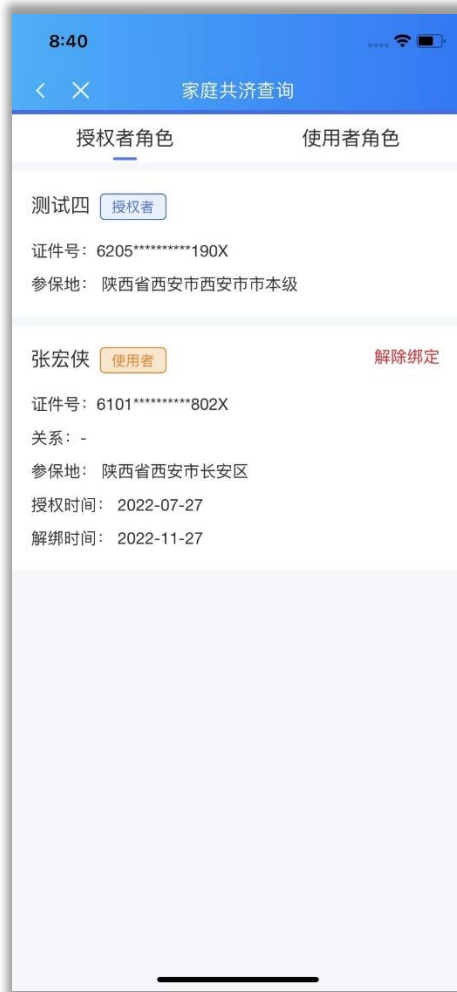 8:40
家庭共济查询
授权者角色 使用者角色
测试四 授权者
证件号：6205**********190X
参保地： 陕西省西安市西安市市本级
张宏侠 使用者 解除绑定
证件号：6101**********802X
关系：-
参保地： 陕西省西安市长安区
授权时间： 2022-07-27
解绑时间： 2022-11-27